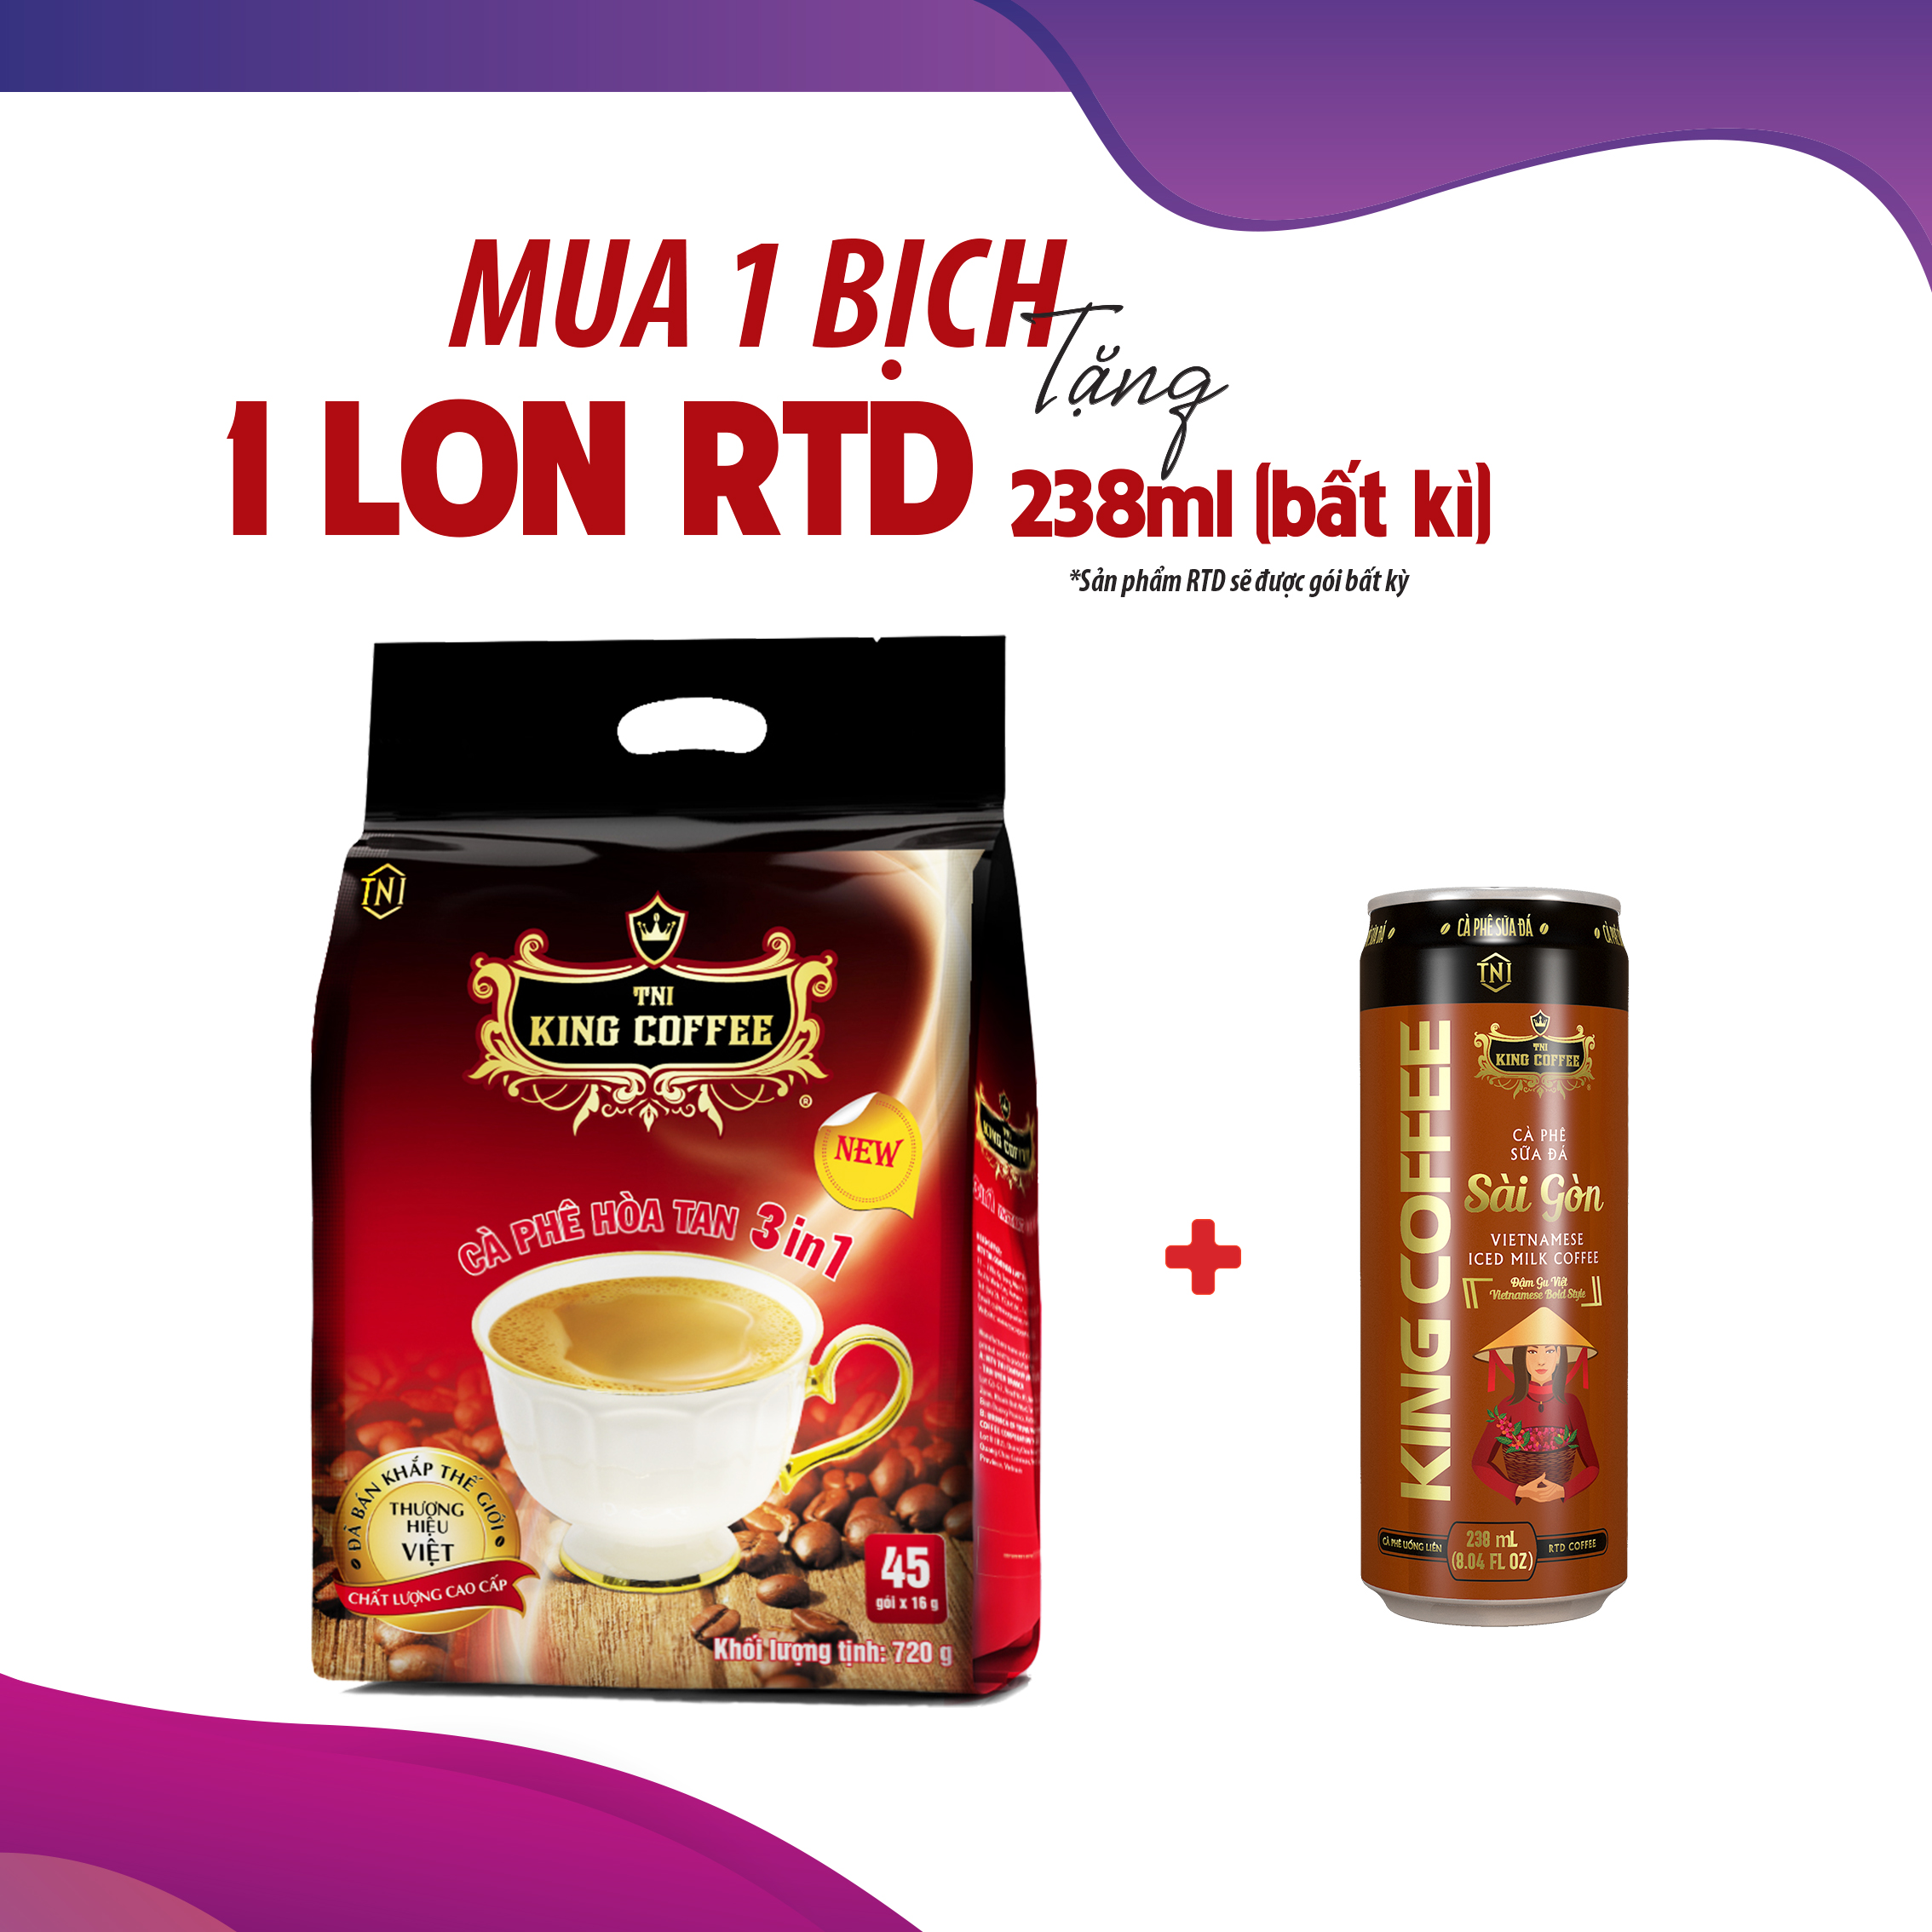 MUA 1 BỊCH
Tặng
1 LON RTD 238ml (bất kì)
*Sản phẩm RTD sẽ được gói bất kỳ
TNI
TNI
KING COFFEE
®
NEW
CÀ PHÊ HÒA TAN 3in1
ĐÃ BÁN KHẮP THẾ GIỚI
THƯƠNG
HIỆU
VIỆT
CHẤT LƯỢNG CAO CẤP
45
gói x 16 g
Khối lượng tịnh: 720 g
CÀ PHÊ SỮA ĐÁ
TNI
KING COFFEE
TNI
KING COFFEE
CÀ PHÊ
SỮA ĐÁ
Sài Gòn
VIETNAMESE
ICED MILK COFFEE
Đậm Gu Việt
Vietnamese Bold Style
CÀ PHÊ UỐNG LIỀN
238 mL
(8.04 FL OZ)
RTD COFFEE